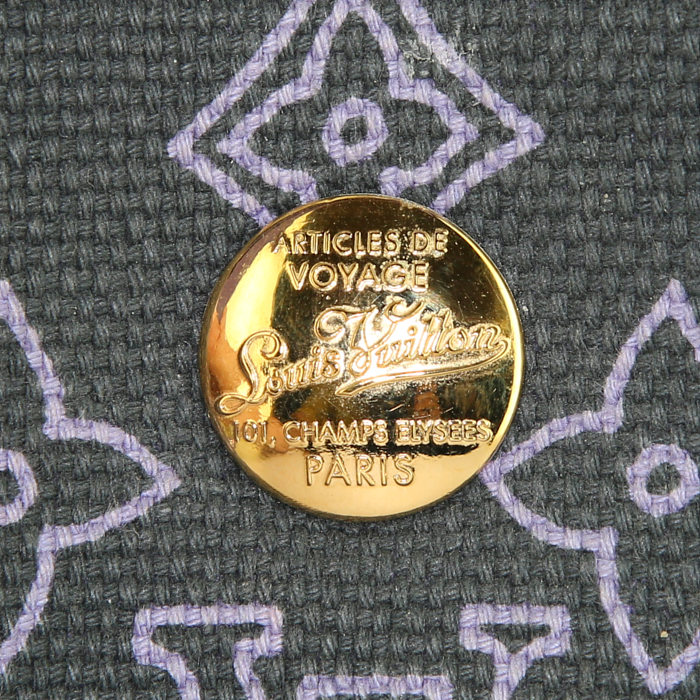 ARTICLES DE
VOYAGE
Louis Vuitton
101, CHAMPS ELYSEES
PARIS